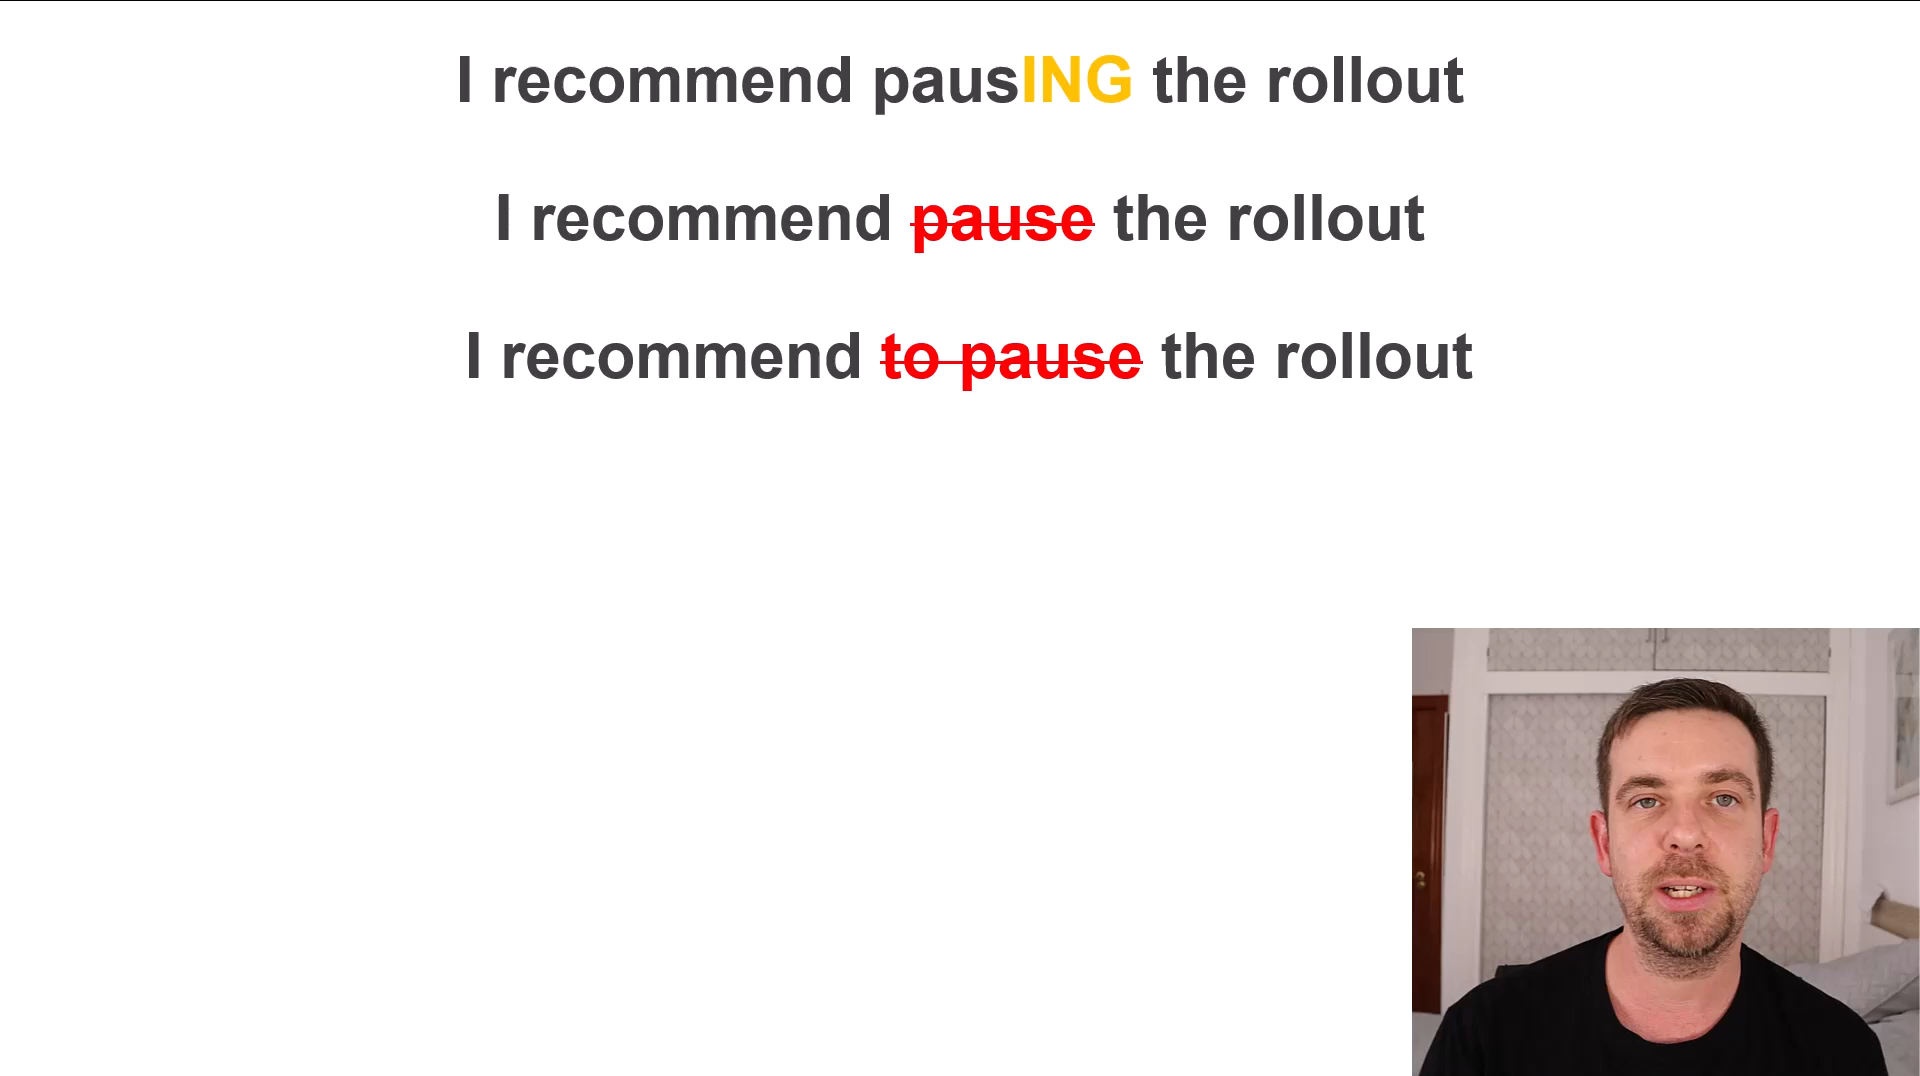 I recommend pausING the rollout
I recommend pause the rollout
I recommend to pause the rollout